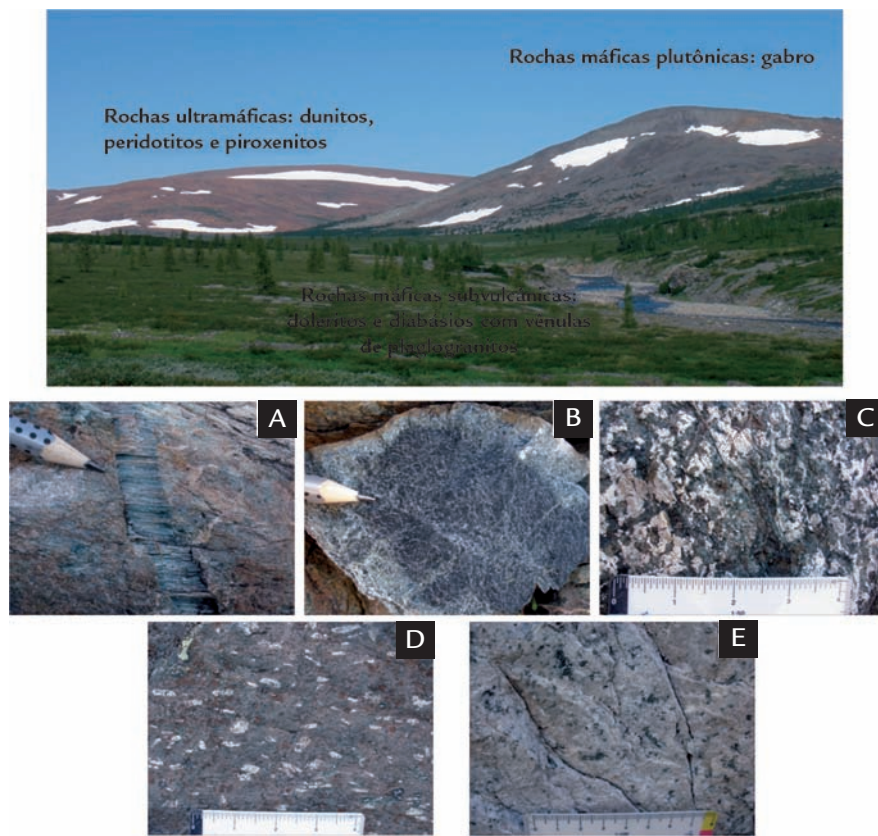 Rochas máficas plutônicas: gabro
Rochas ultramáficas: dunitos,
peridotitos e piroxenitos
Rochas máficas subvulcânicas:
doleritos e diabásios com vênulas
de plagiogranitos
A
B
C
D
E